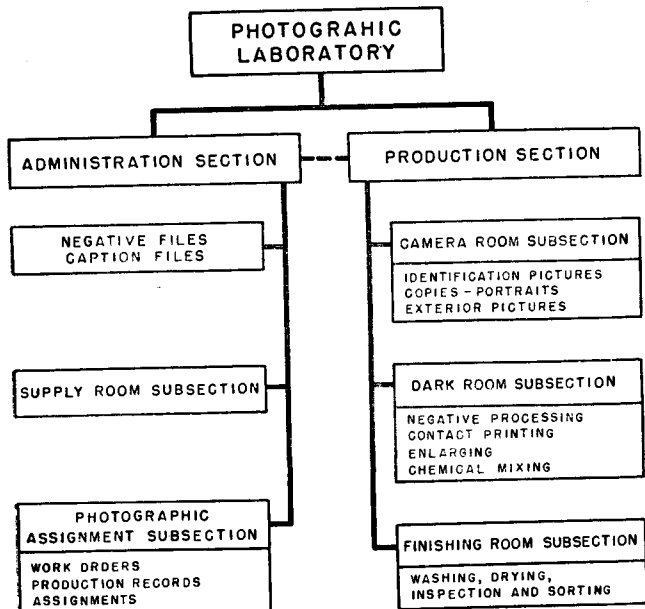 PHOTOGRAHIC
LABORATORY
ADMINISTRATION SECTION
PRODUCTION SECTION
NEGATIVE FILES
CAPTION FILES
SUPPLY ROOM SUBSECTION
PHOTOGRAPHIC
ASSIGNMENT SUBSECTION
WORK ORDERS
PRODUCTION RECORDS
ASSIGNMENTS
CAMERA ROOM SUBSECTION
IDENTIFICATION PICTURES
COPIES - PORTRAITS
EXTERIOR PICTURES
DARK ROOM SUBSECTION
NEGATIVE PROCESSING
CONTACT PRINTING
ENLARGING
CHEMICAL MIXING
FINISHING ROOM SUBSECTION
WASHING, DRYING,
INSPECTION AND SORTING